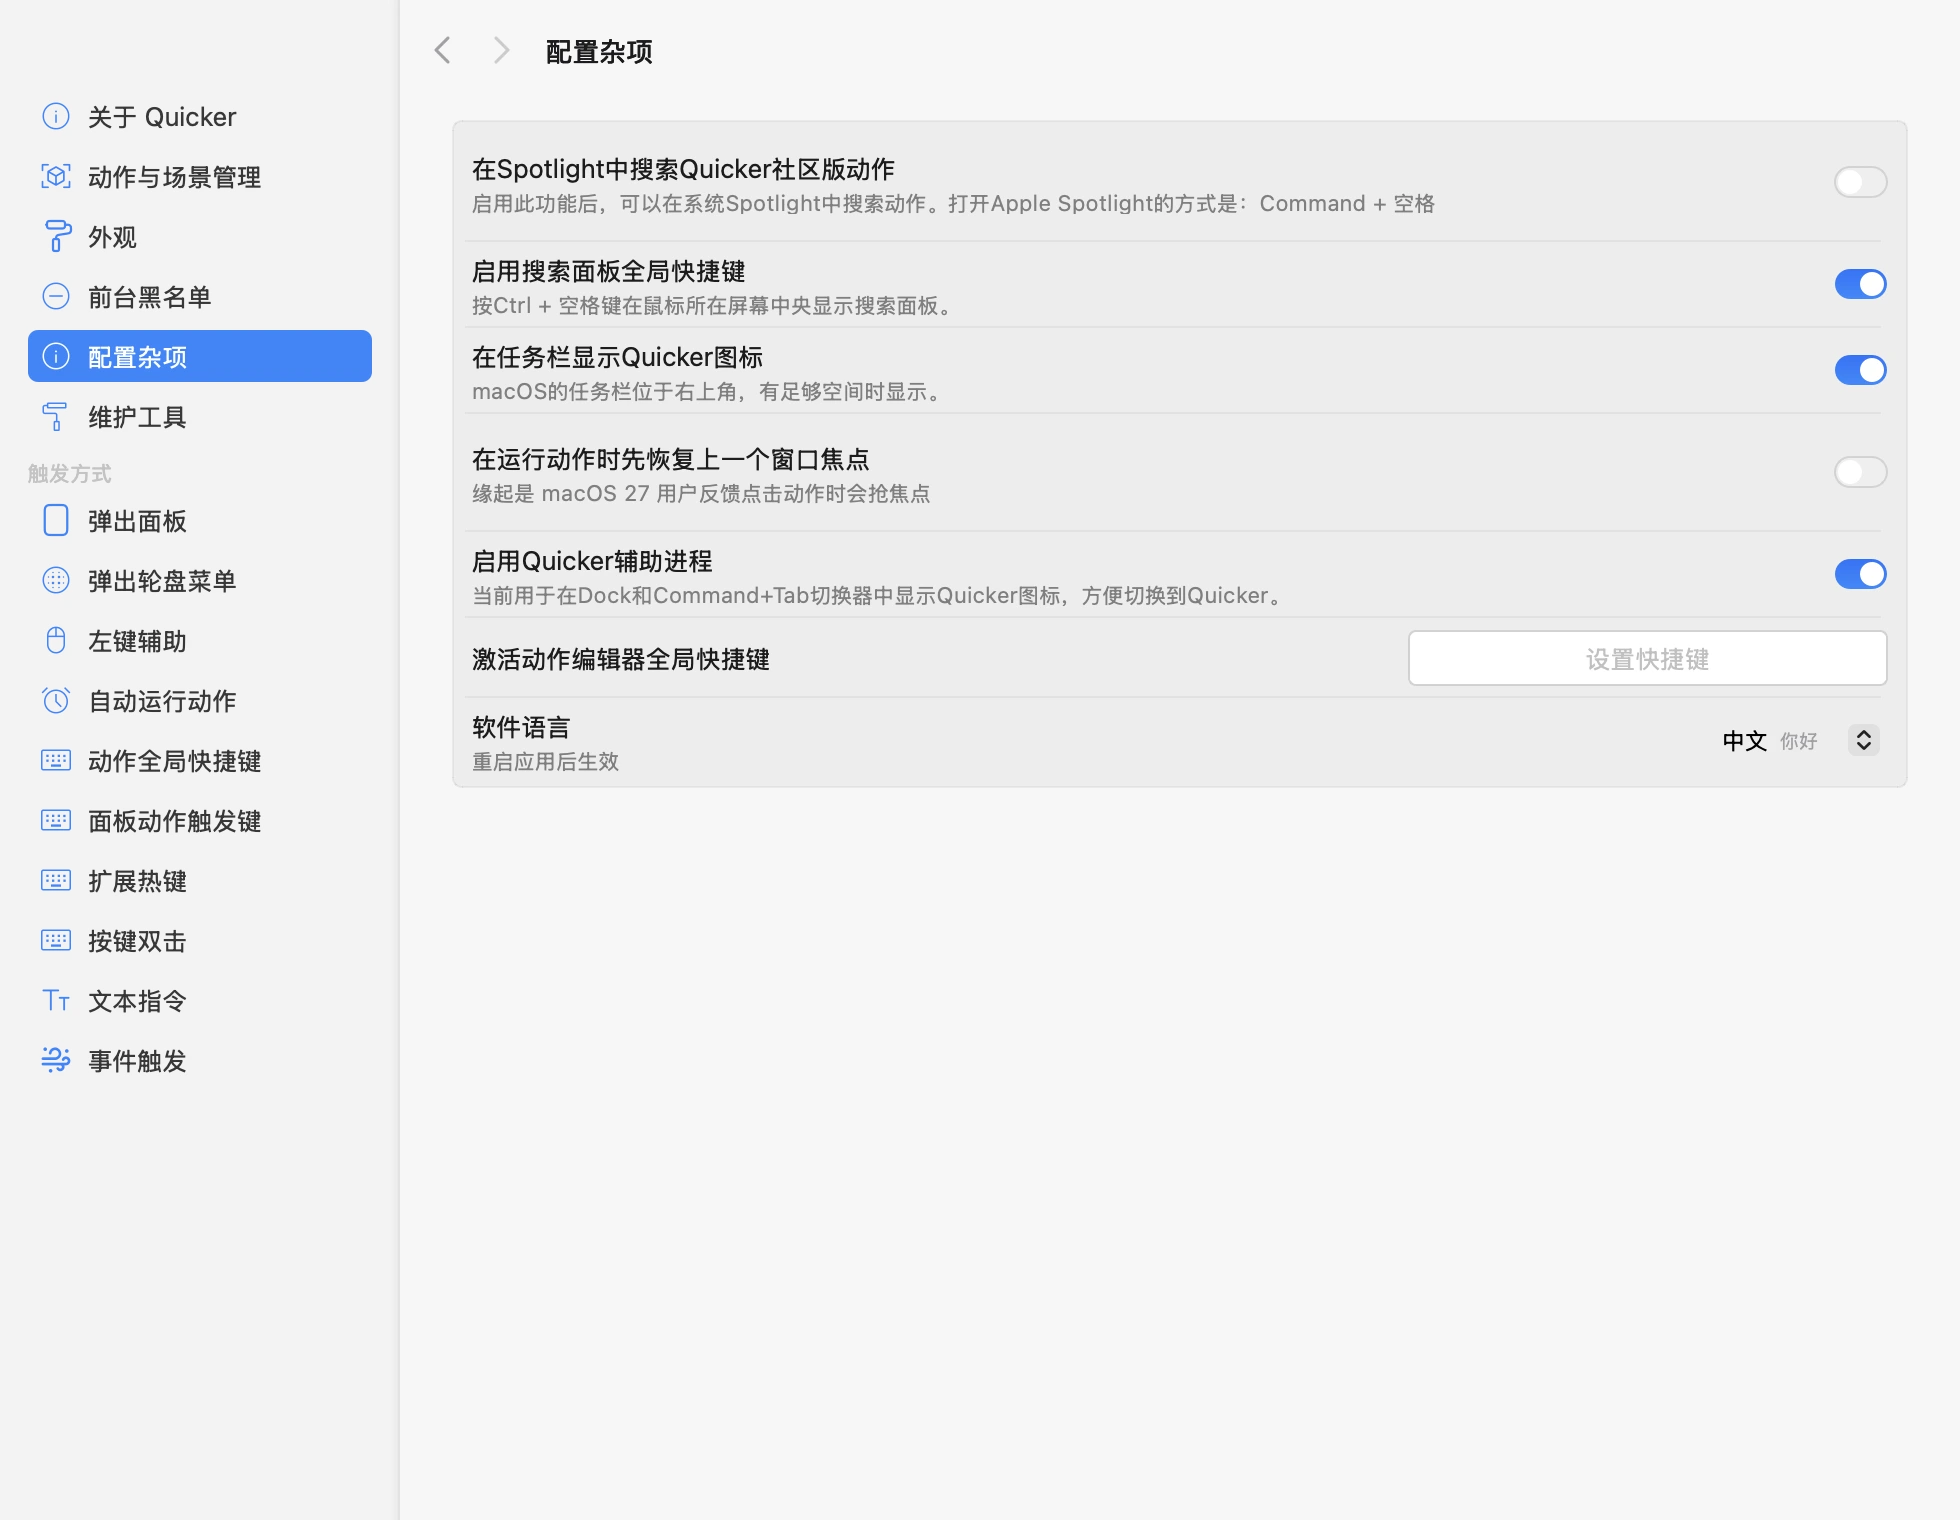 配置杂项
关于 Quicker
动作与场景管理
外观
前台黑名单
配置杂项
维护工具
触发方式
弹出面板
弹出轮盘菜单
左键辅助
自动运行动作
动作全局快捷键
面板动作触发键
扩展热键
按键双击
文本指令
事件触发
在Spotlight中搜索Quicker社区版动作
启用此功能后，可以在系统Spotlight中搜索动作。打开Apple Spotlight的方式是：Command + 空格
启用搜索面板全局快捷键
按Ctrl + 空格键在鼠标所在屏幕中央显示搜索面板。
在任务栏显示Quicker图标
macOS的任务栏位于右上角，有足够空间时显示。
在运行动作时先恢复上一个窗口焦点
缘起是 macOS 27 用户反馈点击动作时会抢焦点
启用Quicker辅助进程
当前用于在Dock和Command+Tab切换器中显示Quicker图标，方便切换到Quicker。
激活动作编辑器全局快捷键
设置快捷键
软件语言
重启应用后生效
中文 你好